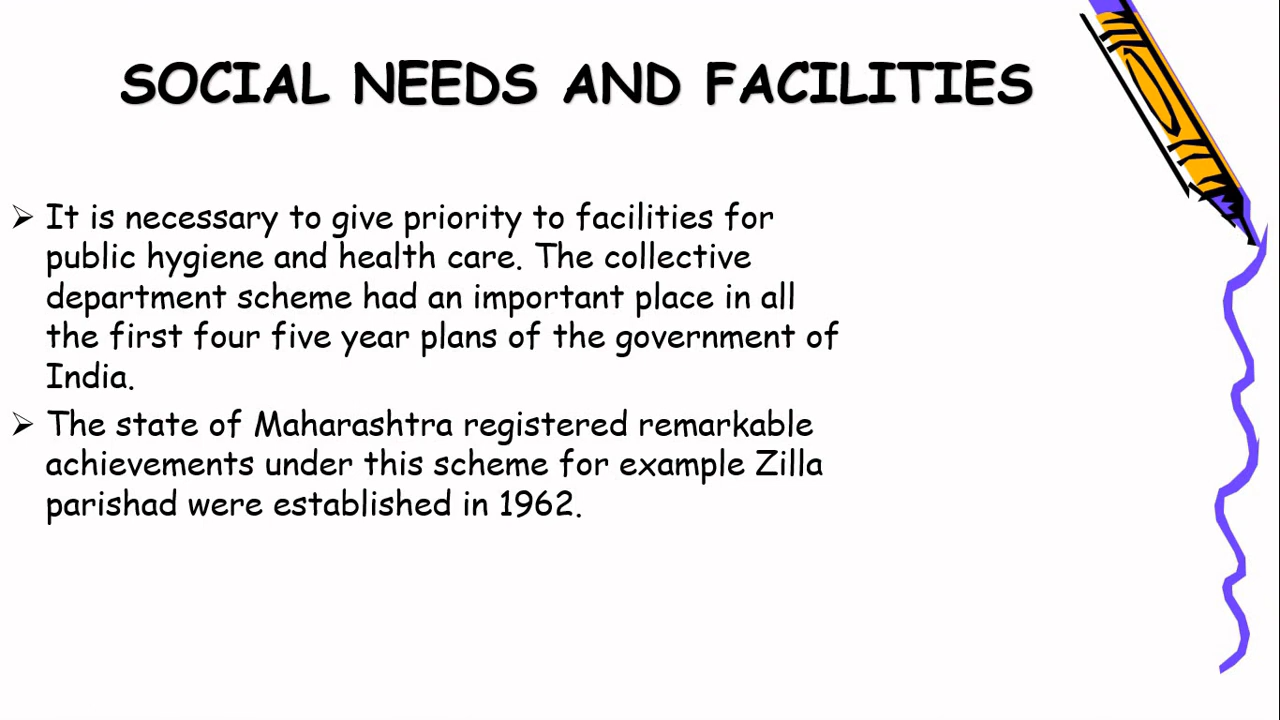 SOCIAL NEEDS AND FACILITIES
➢ It is necessary to give priority to facilities for
public hygiene and health care. The collective
department scheme had an important place in all
the first four five year plans of the government of
India.
➢ The state of Maharashtra registered remarkable
achievements under this scheme for example Zilla
parishad were established in 1962.